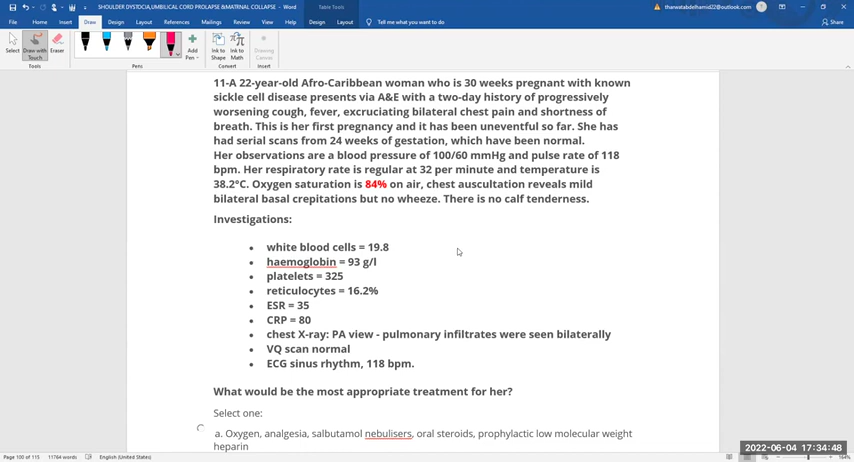 SHOULDER DYSTOCIA,UMBILICAL CORD PROLAPSE &MATERNAL COLLAPSE - Word
Table Tools
tharwatabdelhamid22@outlook.com
File Home Insert Draw Design Layout References Mailings Review View Help Design Layout Tell me what you want to do Share
Select
Draw with Touch
Eraser
Add Pen
Ink to Shape
Ink to Math
Drawing Canvas
Tools Pens Convert Insert
11-A 22-year-old Afro-Caribbean woman who is 30 weeks pregnant with known
sickle cell disease presents via A&E with a two-day history of progressively
worsening cough, fever, excruciating bilateral chest pain and shortness of
breath. This is her first pregnancy and it has been uneventful so far. She has
had serial scans from 24 weeks of gestation, which have been normal.
Her observations are a blood pressure of 100/60 mmHg and pulse rate of 118
bpm. Her respiratory rate is regular at 32 per minute and temperature is
38.2°C. Oxygen saturation is 84% on air, chest auscultation reveals mild
bilateral basal crepitations but no wheeze. There is no calf tenderness.
Investigations:
• white blood cells = 19.8
• haemoglobin = 93 g/l
• platelets = 325
• reticulocytes = 16.2%
• ESR = 35
• CRP = 80
• chest X-ray: PA view - pulmonary infiltrates were seen bilaterally
• VQ scan normal
• ECG sinus rhythm, 118 bpm.
What would be the most appropriate treatment for her?
Select one:
a. Oxygen, analgesia, salbutamol nebulisers, oral steroids, prophylactic low molecular weight
heparin
Page 100 of 115 11764 words English (United States)
2022-06-04 17:34:48
164%